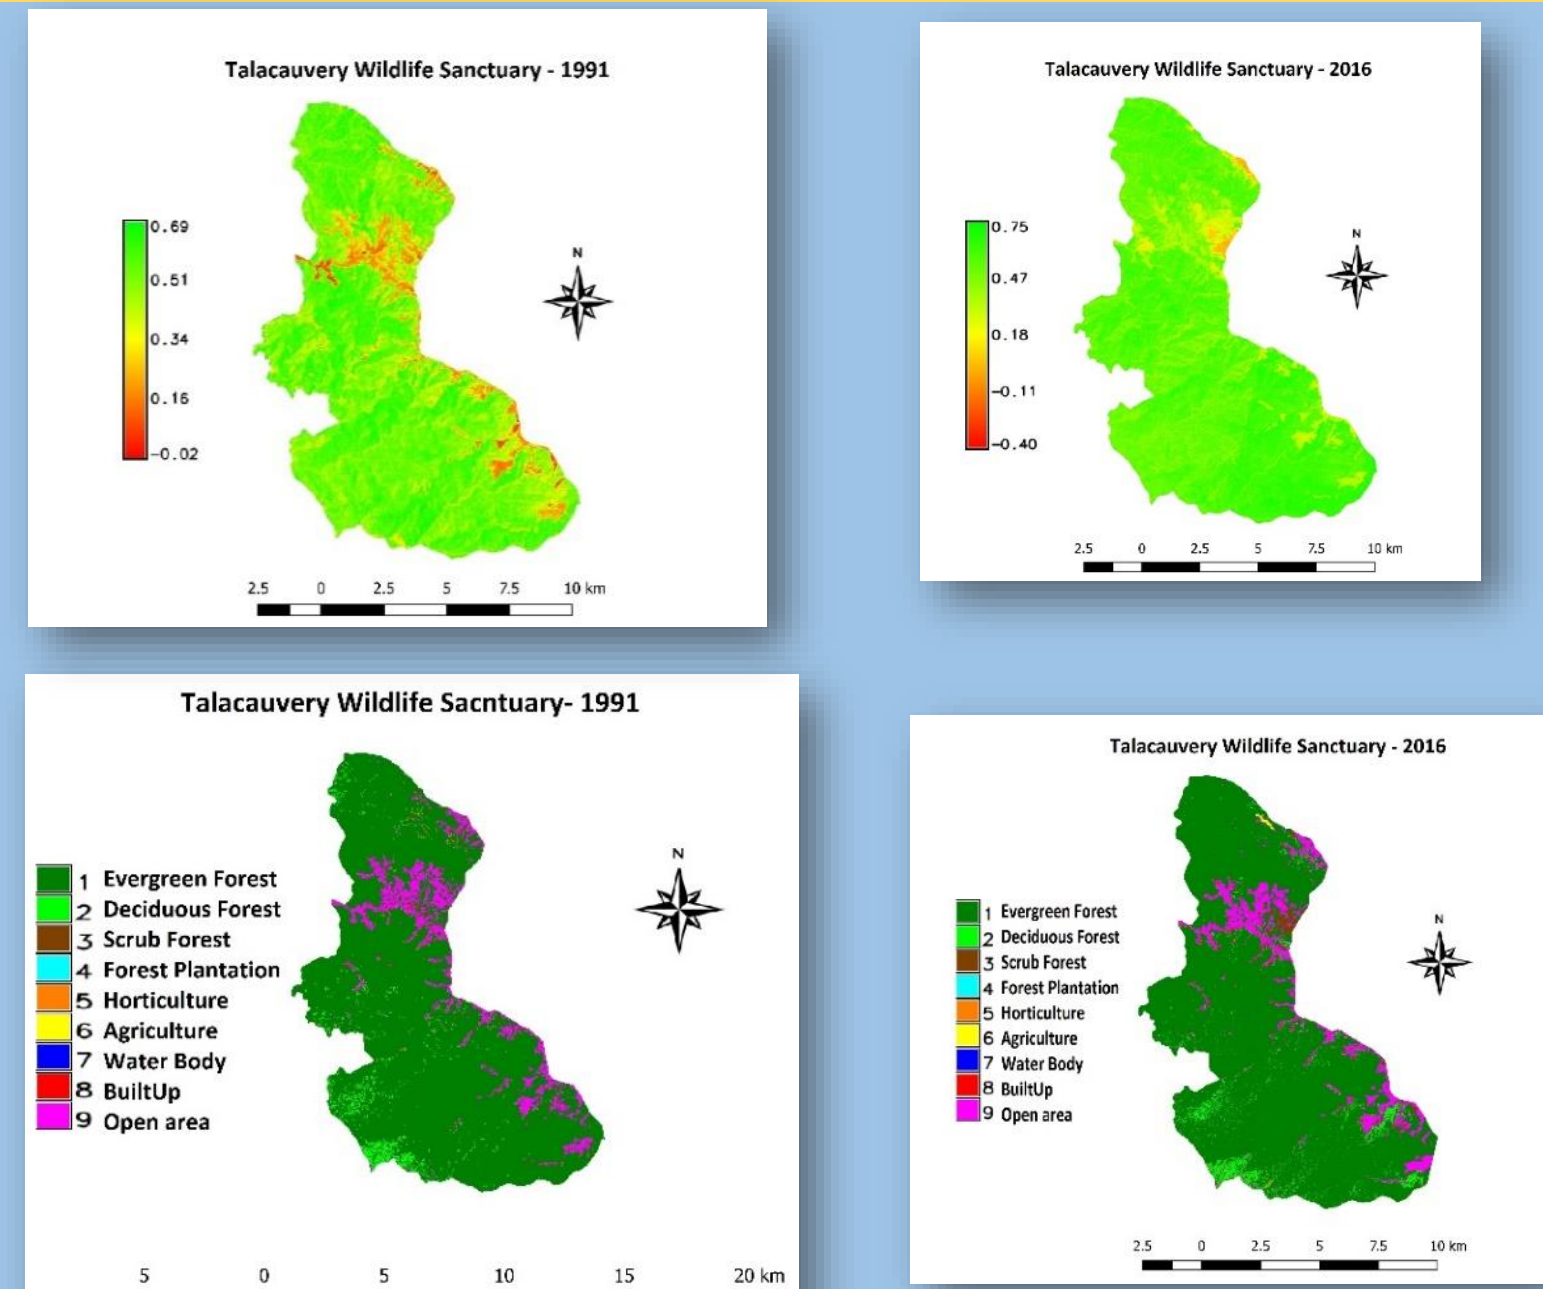 Talacauvery Wildlife Sanctuary - 1991
0.69
0.51
0.34
0.16
-0.02
N
2.5 0 2.5 5 7.5 10 km
Talacauvery Wildlife Sanctuary - 2016
0.75
0.47
0.18
-0.11
-0.40
N
2.5 0 2.5 5 7.5 10 km
Talacauvery Wildlife Sacntuary- 1991
1 Evergreen Forest
2 Deciduous Forest
3 Scrub Forest
4 Forest Plantation
5 Horticulture
6 Agriculture
7 Water Body
8 BuiltUp
9 Open area
N
5 0 5 10 15 20 km
Talacauvery Wildlife Sanctuary - 2016
1 Evergreen Forest
2 Deciduous Forest
3 Scrub Forest
4 Forest Plantation
5 Horticulture
6 Agriculture
7 Water Body
8 BuiltUp
9 Open area
N
2.5 0 2.5 5 7.5 10 km